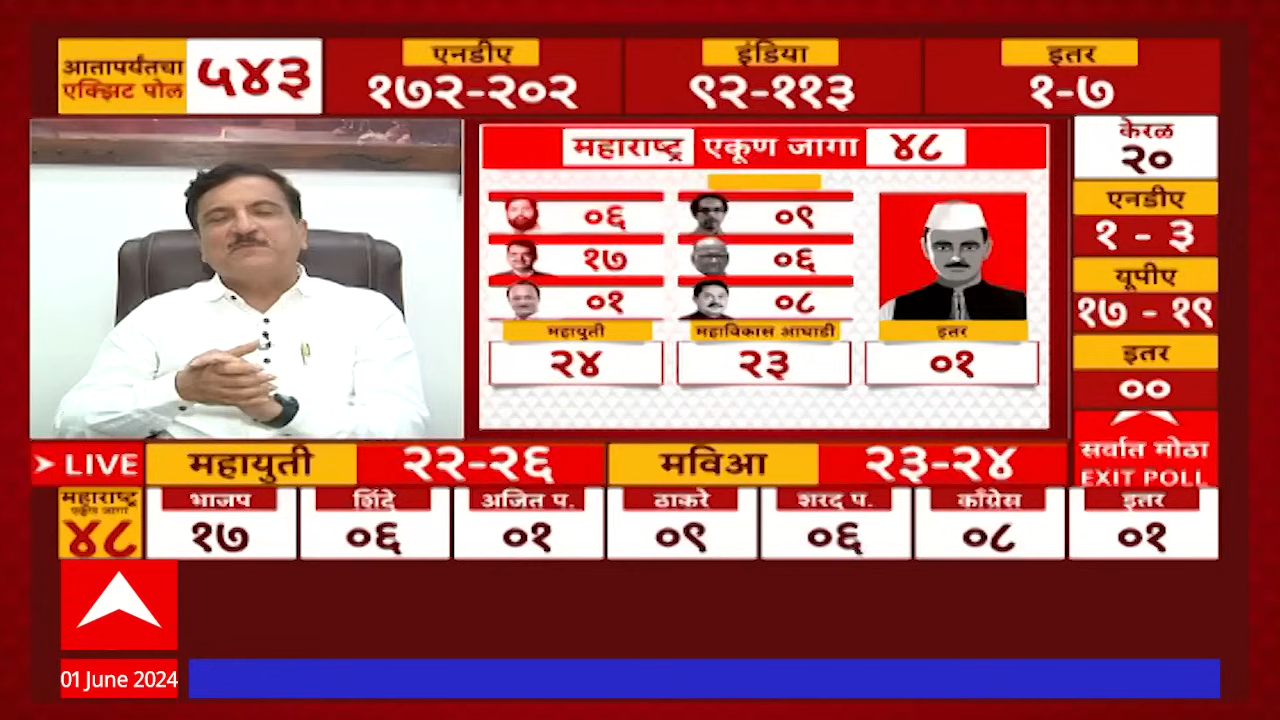 आतापर्यंतचा
एक्झिट पोल
५४३
एनडीए
१७२-२०२
इंडिया
९२-११३
इतर
१-७
महाराष्ट्र एकूण जागा ४८
०६
१७
०१
महायुती
२४
०९
०६
०८
महाविकास आघाडी
२३
इतर
०१
केरळ
२०
एनडीए
१ - ३
यूपीए
१७ - १९
इतर
००
सर्वात मोठा
EXIT POLL
LIVE
महायुती
२२-२६
मविआ
२३-२४
महाराष्ट्र
एकूण जागा
४८
भाजप
१७
शिंदे
०६
अजित प.
०१
ठाकरे
०९
शरद प.
०६
काँग्रेस
०८
इतर
०१
01 June 2024